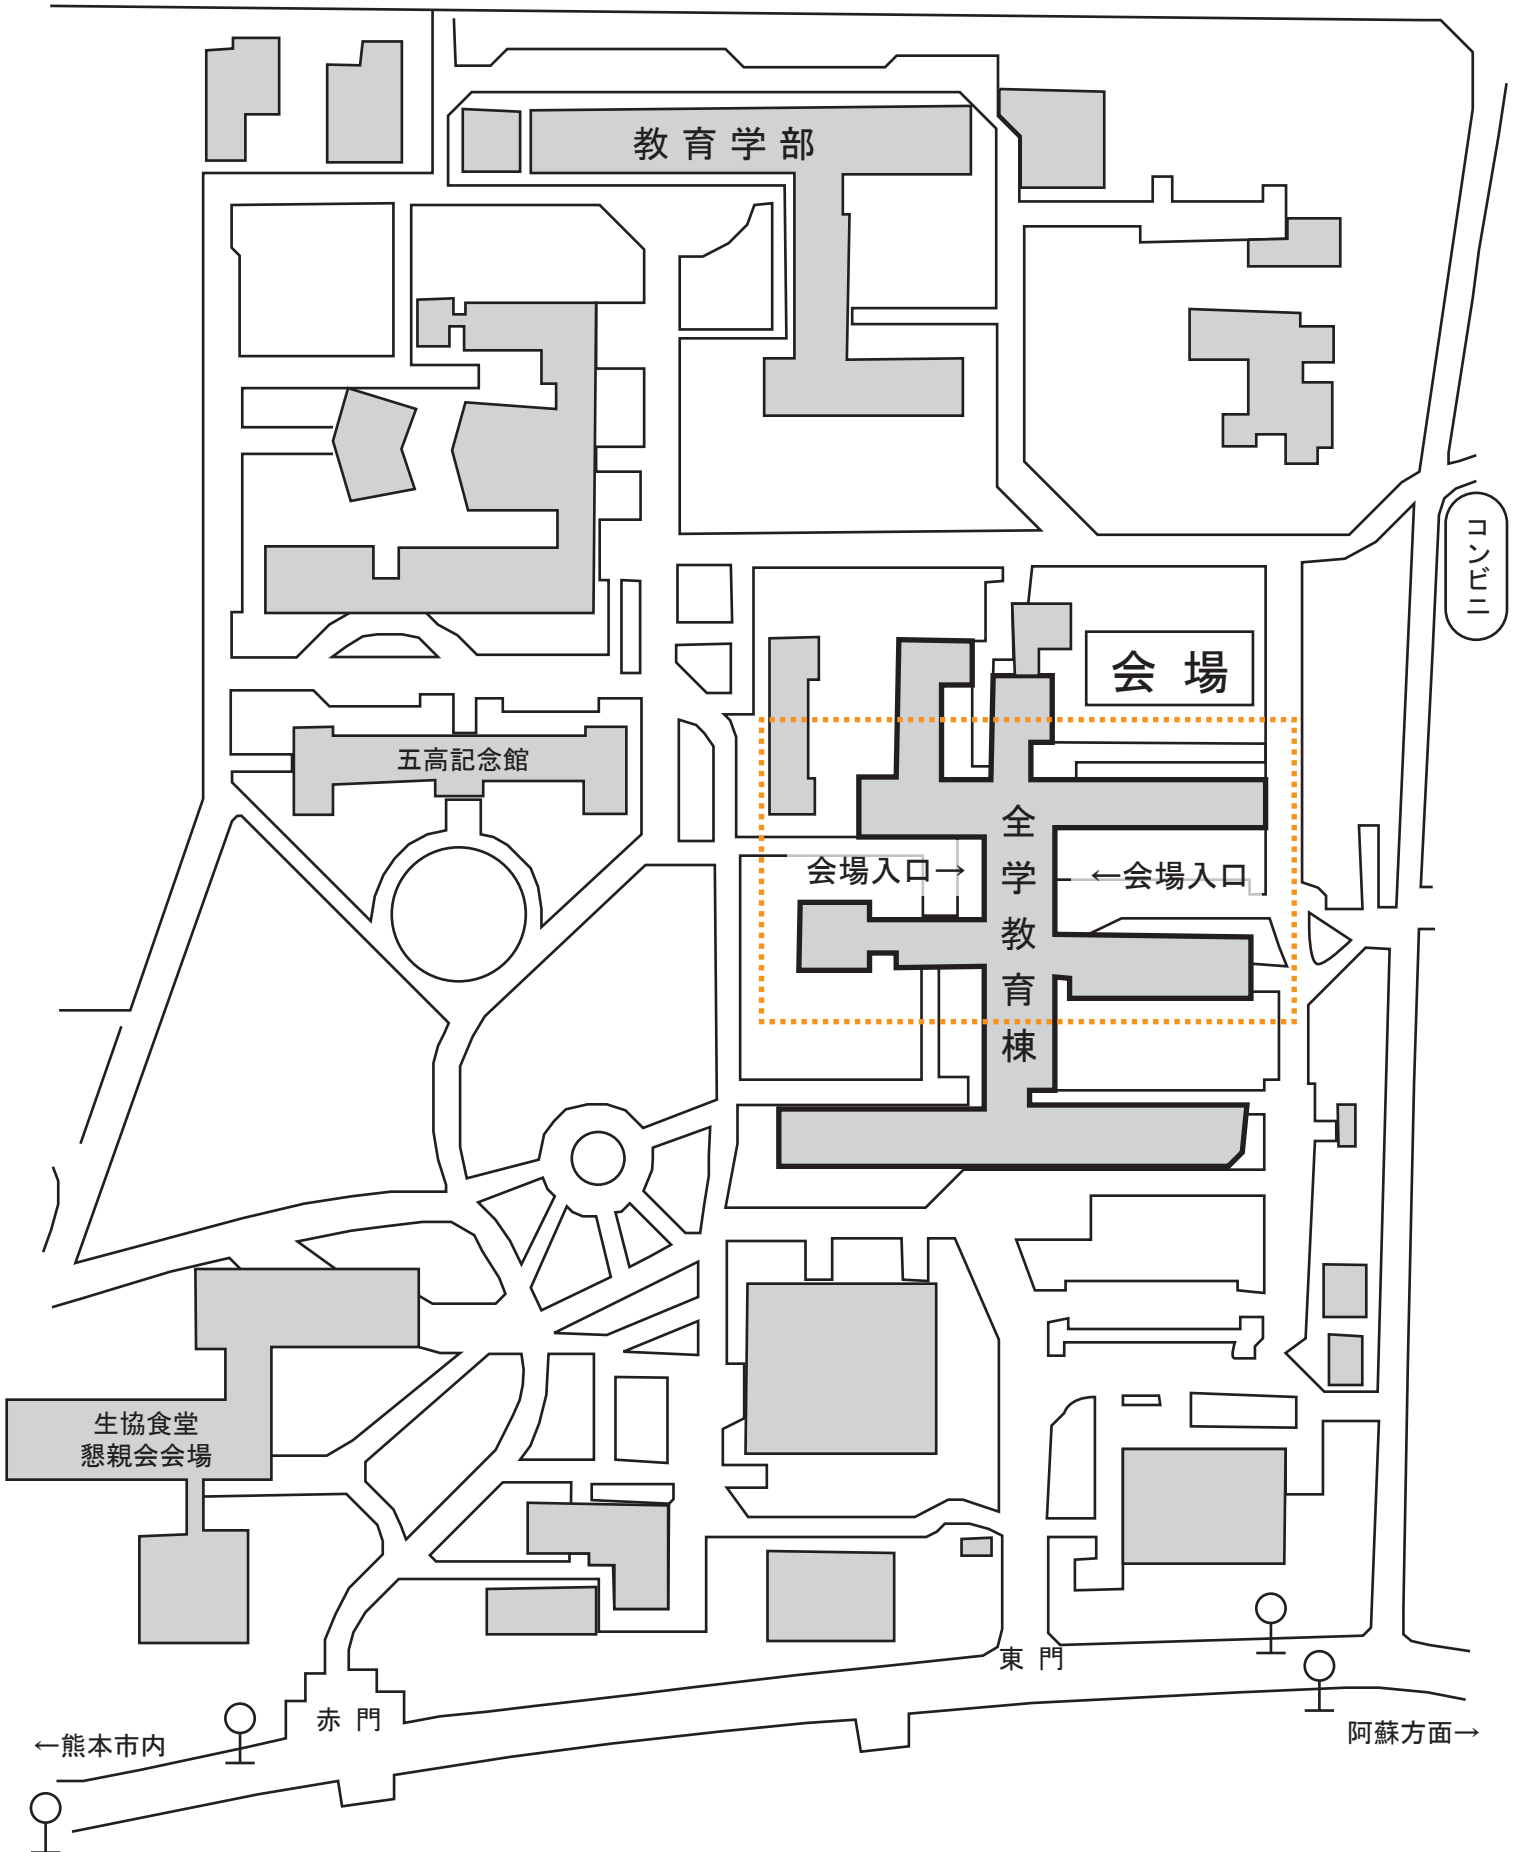 教育学部
コンビニ
会場
五高記念館
全学教育棟
会場入口→
←会場入口
生協食堂
懇親会会場
東門
赤門
←熊本市内
阿蘇方面→